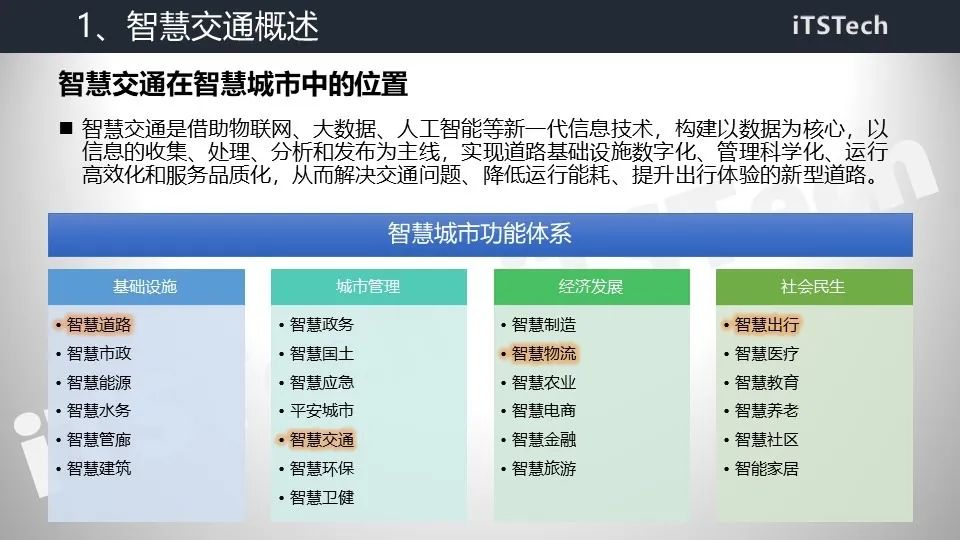 1、智慧交通概述
iTSTech
智慧交通在智慧城市中的位置
■ 智慧交通是借助物联网、大数据、人工智能等新一代信息技术，构建以数据为核心，以
信息的收集、处理、分析和发布为主线，实现道路基础设施数字化、管理科学化、运行
高效化和服务品质化，从而解决交通问题、降低运行能耗、提升出行体验的新型道路。
智慧城市功能体系
基础设施
• 智慧道路
• 智慧市政
• 智慧能源
• 智慧水务
• 智慧管廊
• 智慧建筑
城市管理
• 智慧政务
• 智慧国土
• 智慧应急
• 平安城市
• 智慧交通
• 智慧环保
• 智慧卫健
经济发展
• 智慧制造
• 智慧物流
• 智慧农业
• 智慧电商
• 智慧金融
• 智慧旅游
社会民生
• 智慧出行
• 智慧医疗
• 智慧教育
• 智慧养老
• 智慧社区
• 智能家居
iTSTech